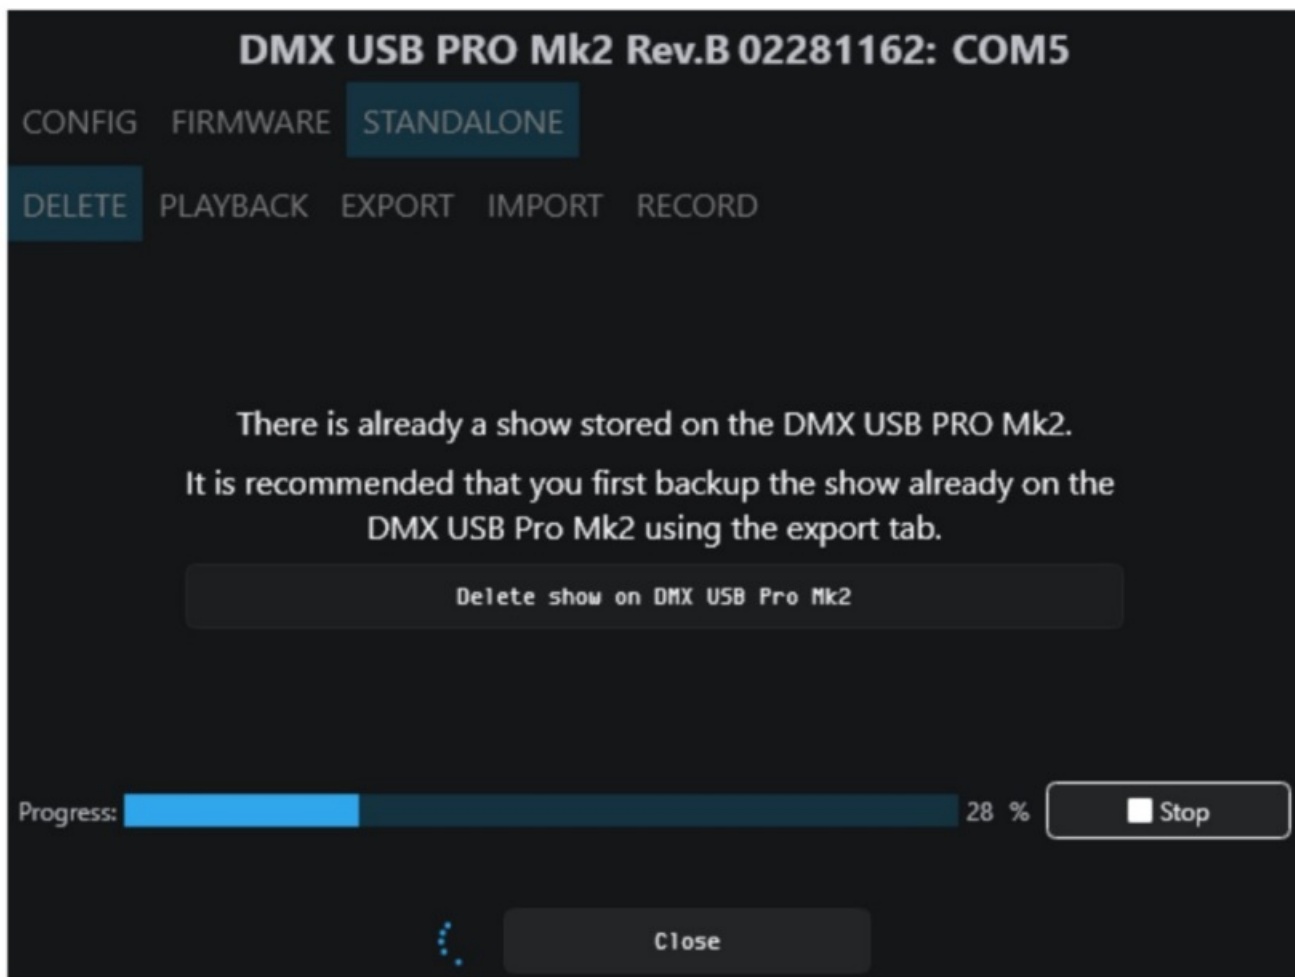 DMX USB PRO Mk2 Rev.B 02281162: COM5
CONFIG FIRMWARE STANDALONE
DELETE PLAYBACK EXPORT IMPORT RECORD
There is already a show stored on the DMX USB PRO Mk2.
It is recommended that you first backup the show already on the
DMX USB Pro Mk2 using the export tab.
Delete show on DMX USB Pro Mk2
Progress: 28 % Stop
Close